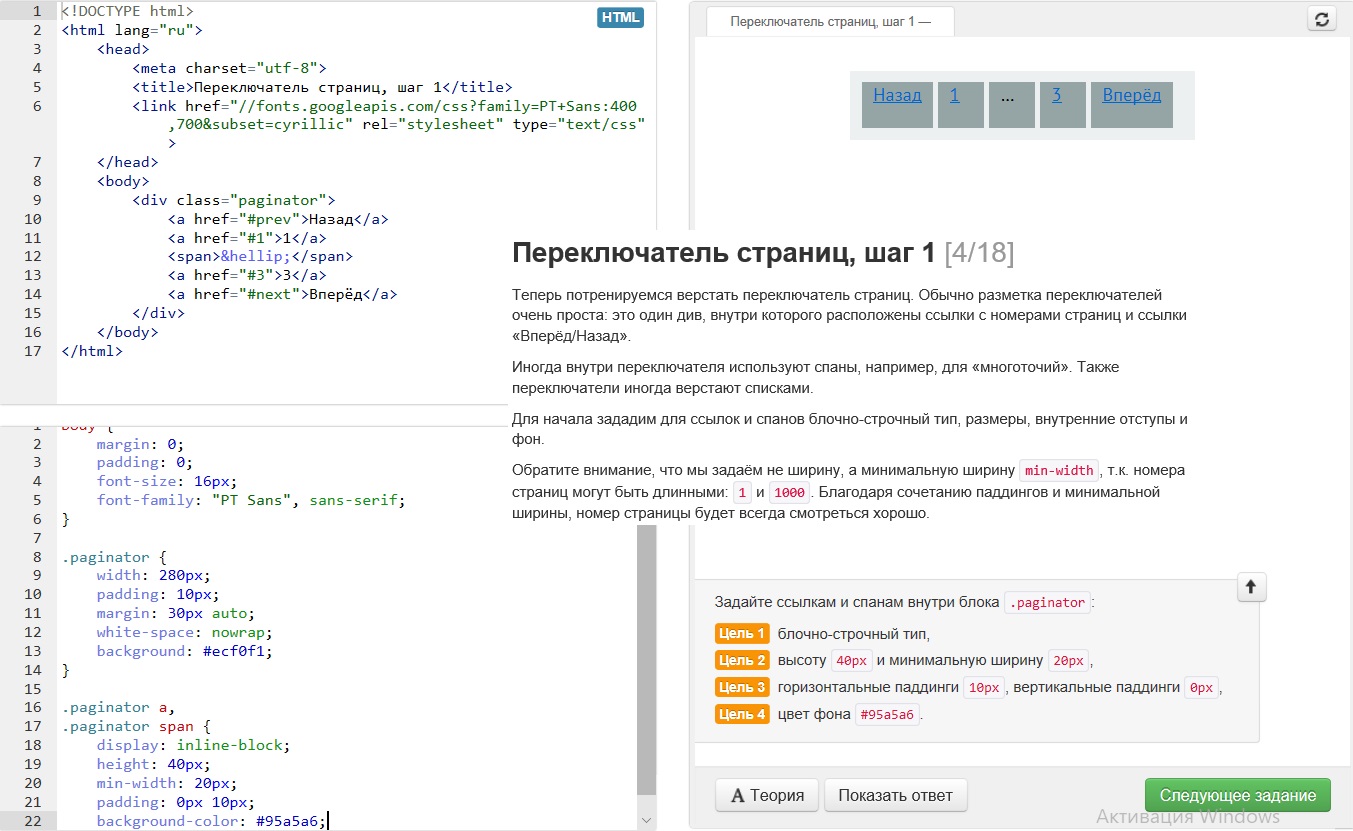 1 <!DOCTYPE html>
HTML
2 <html lang="ru">
3 <head>
4 <meta charset="utf-8">
5 <title>Переключатель страниц, шаг 1</title>
6 <link href="//fonts.googleapis.com/css?family=PT+Sans:400
,700&subset=cyrillic" rel="stylesheet" type="text/css"
>
7 </head>
8 <body>
9 <div class="paginator">
10 <a href="#prev">Назад</a>
11 <a href="#1">1</a>
12 <span>&hellip;</span>
13 <a href="#3">3</a>
14 <a href="#next">Вперёд</a>
15 </div>
16 </body>
17 </html>
1 body {
2 margin: 0;
3 padding: 0;
4 font-size: 16px;
5 font-family: "PT Sans", sans-serif;
6 }
7
8 .paginator {
9 width: 280px;
10 padding: 10px;
11 margin: 30px auto;
12 white-space: nowrap;
13 background: #ecf0f1;
14 }
15
16 .paginator a,
17 .paginator span {
18 display: inline-block;
19 height: 40px;
20 min-width: 20px;
21 padding: 0px 10px;
22 background-color: #95a5a6;
Переключатель страниц, шаг 1 —
Назад 1 ... 3 Вперёд
Переключатель страниц, шаг 1 [4/18]
Теперь потренируемся верстать переключатель страниц. Обычно разметка переключателей
очень проста: это один див, внутри которого расположены ссылки с номерами страниц и ссылки
«Вперёд/Назад».
Иногда внутри переключателя используют спаны, например, для «многоточий». Также
переключатели иногда верстают списками.
Для начала зададим для ссылок и спанов блочно-строчный тип, размеры, внутренние отступы и
фон.
Обратите внимание, что мы задаём не ширину, а минимальную ширину min-width, т.к. номера
страниц могут быть длинными: 1 и 1000. Благодаря сочетанию паддингов и минимальной
ширины, номер страницы будет всегда смотреться хорошо.
Задайте ссылкам и спанам внутри блока .paginator:
Цель 1 блочно-строчный тип,
Цель 2 высоту 40px и минимальную ширину 20px,
Цель 3 горизонтальные паддинги 10px, вертикальные паддинги 0px,
Цель 4 цвет фона #95a5a6.
A Теория
Показать ответ
Следующее задание
Активация Windows